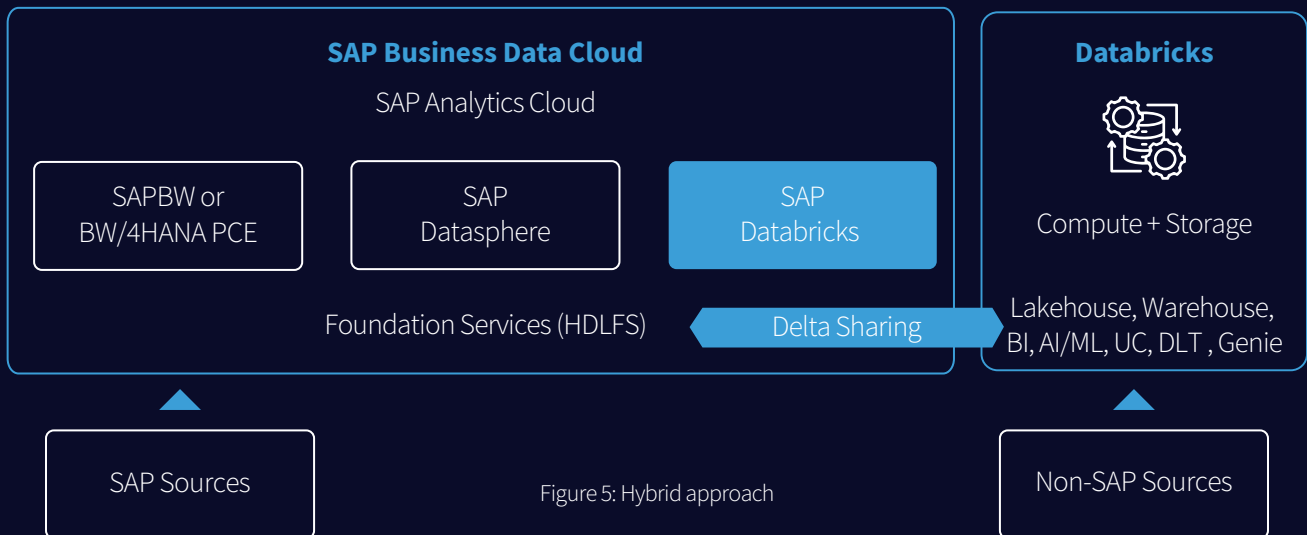 SAP Business Data Cloud
SAP Analytics Cloud
SAPBW or
BW/4HANA PCE
SAP
Datasphere
SAP
Databricks
Foundation Services (HDLFS)
Delta Sharing
Databricks
Compute + Storage
Lakehouse, Warehouse,
BI, AI/ML, UC, DLT , Genie
SAP Sources
Figure 5: Hybrid approach
Non-SAP Sources